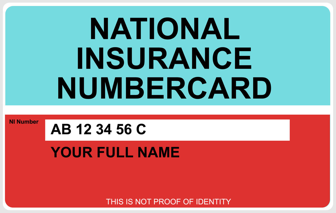 NATIONAL
INSURANCE
NUMBERCARD
NI Number
AB 12 34 56 C
YOUR FULL NAME
THIS IS NOT PROOF OF IDENTITY